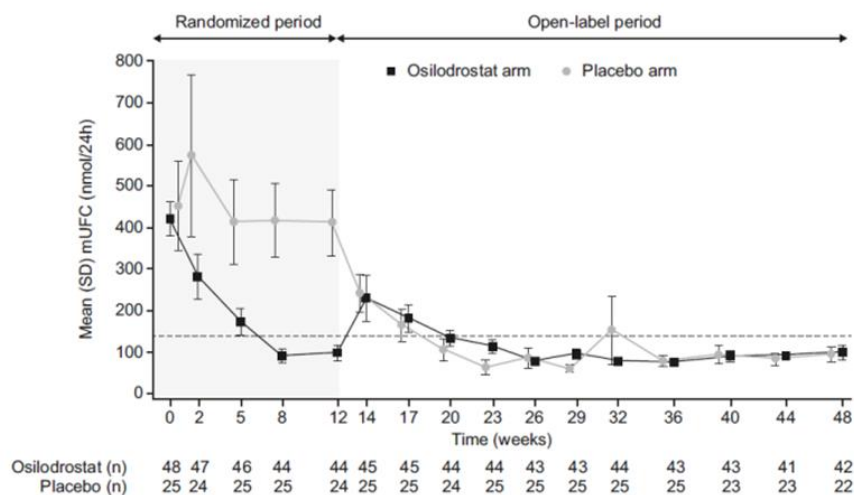 Randomized period Open-label period
800
Osilodrostat arm Placebo arm
700
600
500
400
300
200
100
0
Mean (SD) mUFC (nmol/24h)
0 2 5 8 12 14 17 20 23 26 29 32 36 40 44 48
Time (weeks)
Osilodrostat (n) 48 47 46 44 44 45 45 44 44 43 43 44 43 43 41 42
Placebo (n) 25 24 25 25 24 25 25 24 25 25 25 25 25 23 23 22